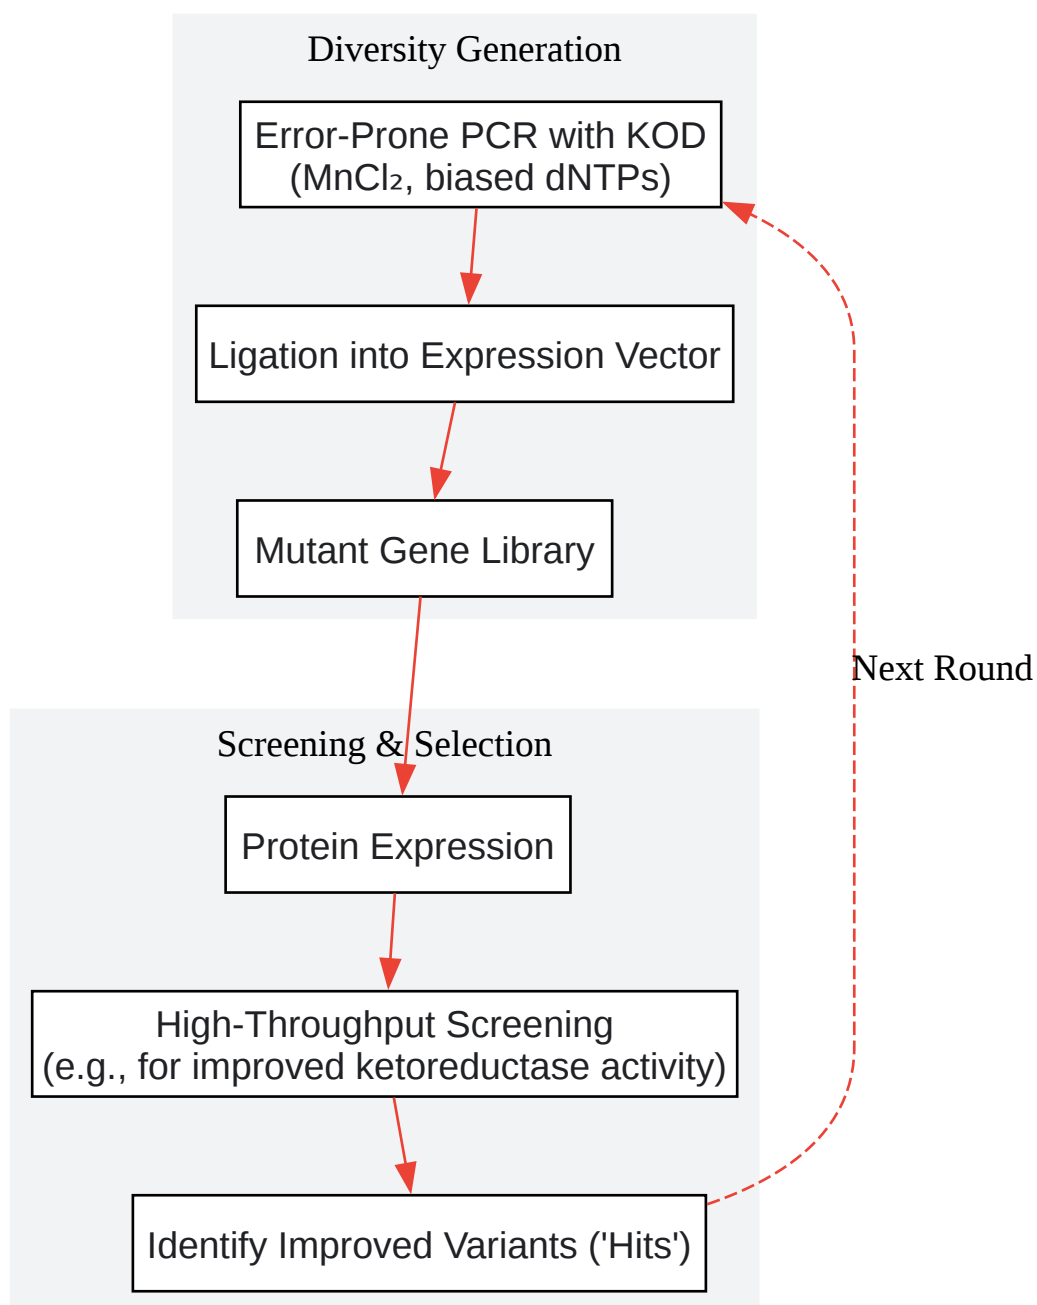 Diversity Generation
Error-Prone PCR with KOD
(MnCl₂, biased dNTPs)
Ligation into Expression Vector
Mutant Gene Library
Next Round
Screening & Selection
Protein Expression
High-Throughput Screening
(e.g., for improved ketoreductase activity)
Identify Improved Variants ('Hits')